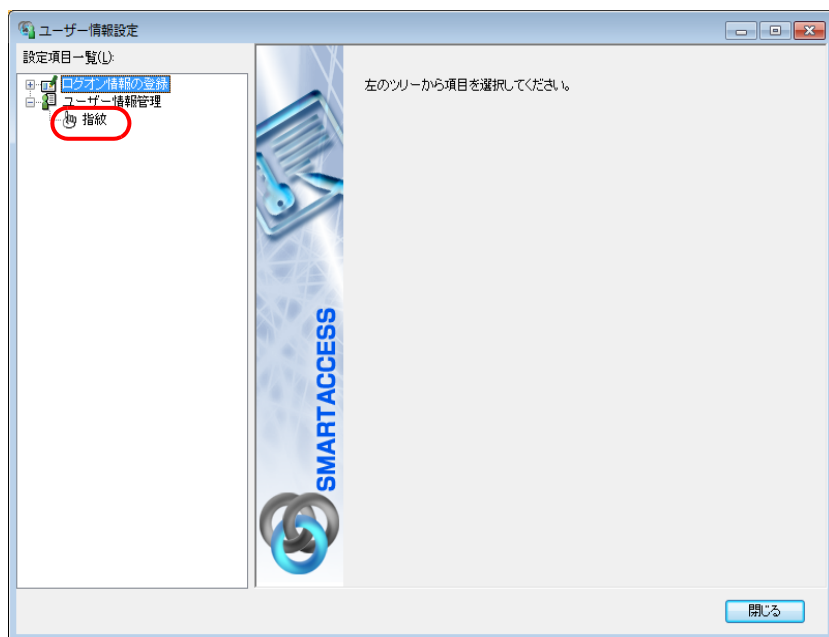 ユーザー情報設定
設定項目一覧(L):
ログオン情報の登録
ユーザー情報管理
指紋
左のツリーから項目を選択してください。
SMARTACCESS
閉じる